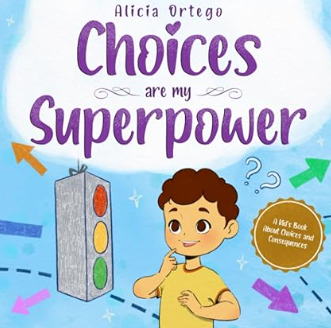 Alicia Ortego
Choices
are my
Superpower
A Kid's Book
About Choices and
Consequences